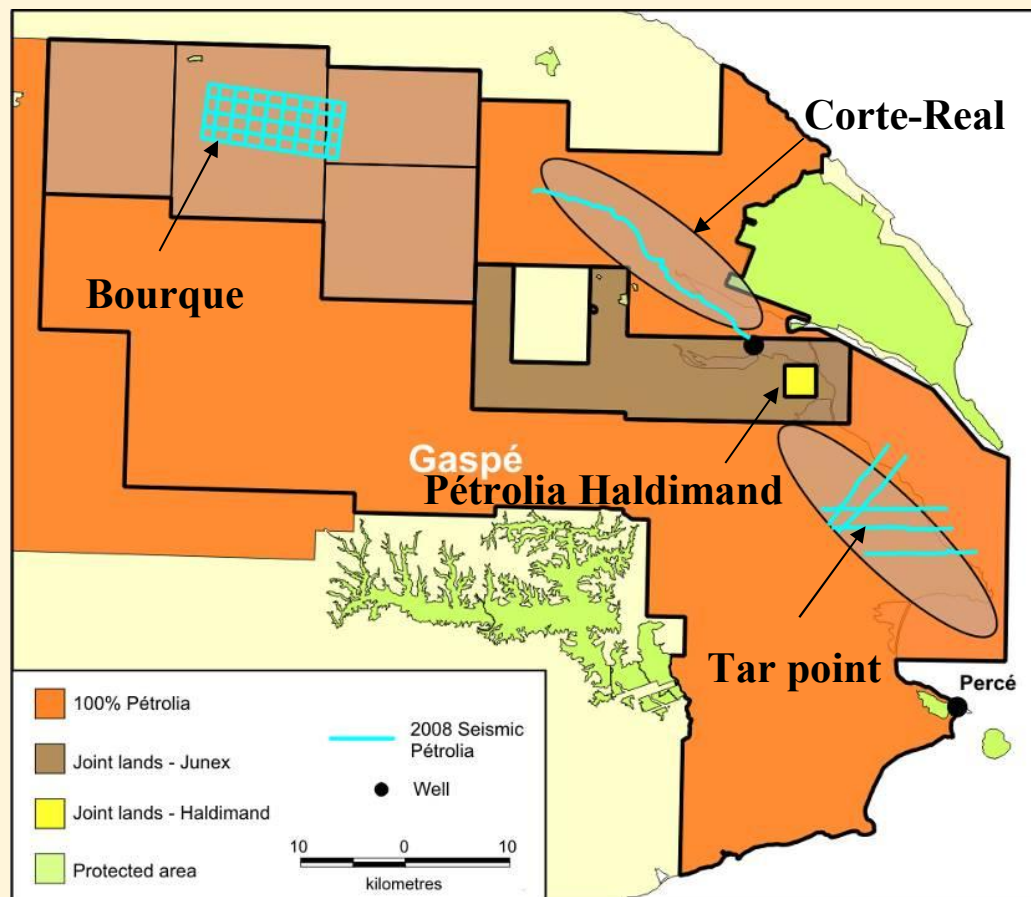 Corte-Real
Bourque
Gaspé
Pétrolia Haldimand
Tar point
Percé
100% Pétrolia
Joint lands - Junex
Joint lands - Haldimand
Protected area
2008 Seismic
Pétrolia
Well
10 0 10
kilometres